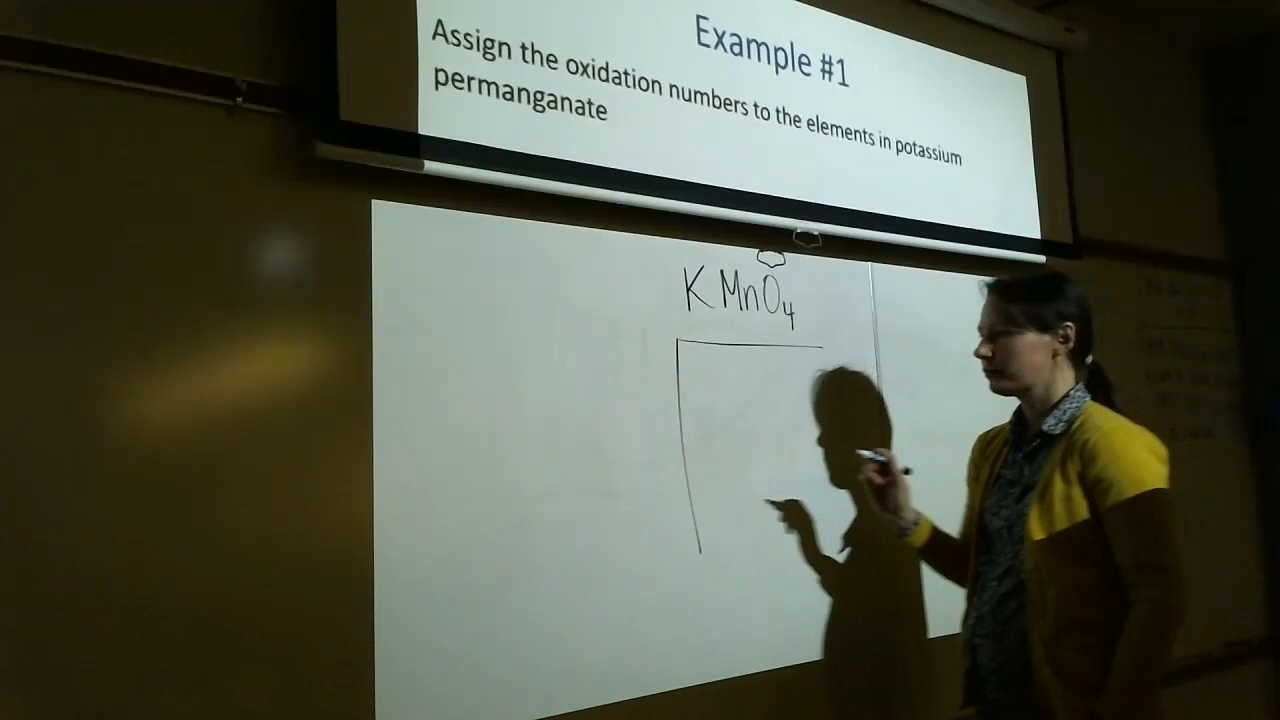 Example #1
Assign the oxidation numbers to the elements in potassium
permanganate
KMnO4